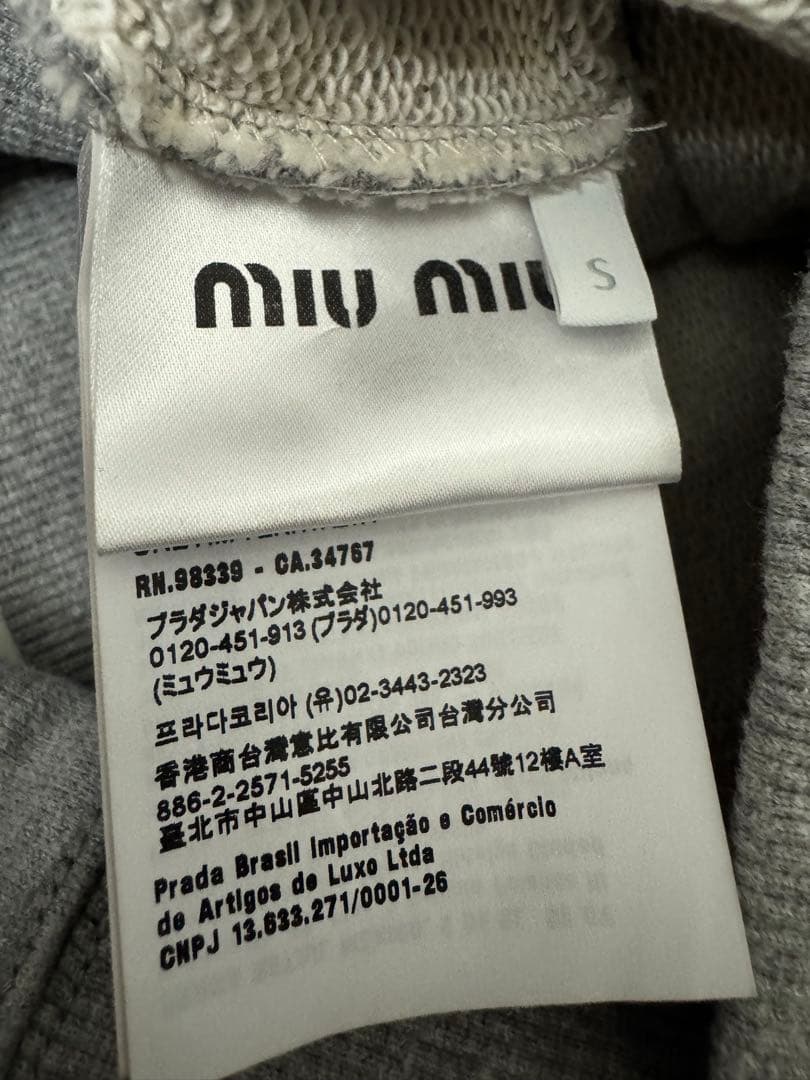 miu miu
S
RN.98339 - CA.34767
プラダジャパン株式会社
0120-451-913 (プラダ)0120-451-993
(ミュウミュウ)
프라다코리아 (유)02-3443-2323
香港商台灣惠比有限公司台灣分公司
886-2-2571-5255
臺北市中山區中山北路二段44號12樓A室
Prada Brasil Importação e Comércio
de Artigos de Luxo Ltda
CNPJ 13.633.271/0001-26